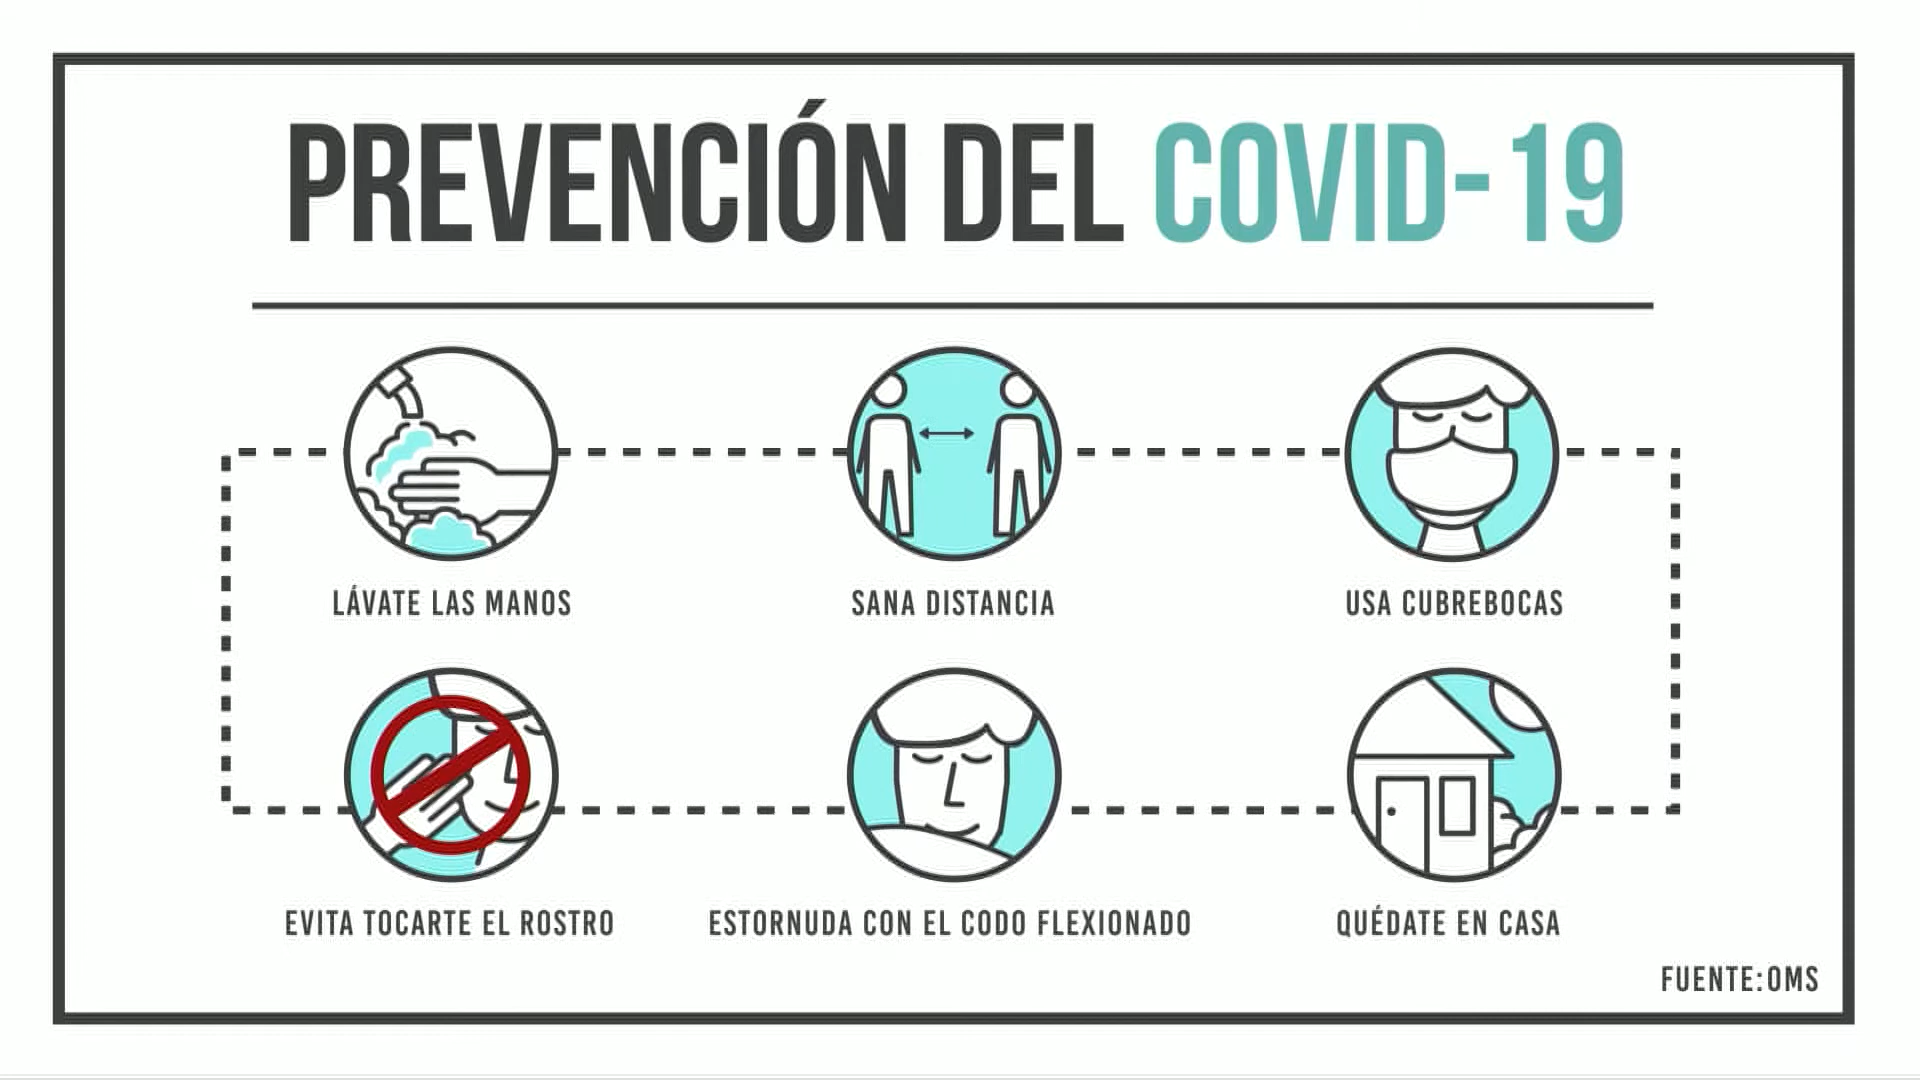 PREVENCIÓN DEL COVID-19
LÁVATE LAS MANOS
SANA DISTANCIA
USA CUBREBOCAS
EVITA TOCARTE EL ROSTRO
ESTORNUDA CON EL CODO FLEXIONADO
QUÉDATE EN CASA
FUENTE:OMS